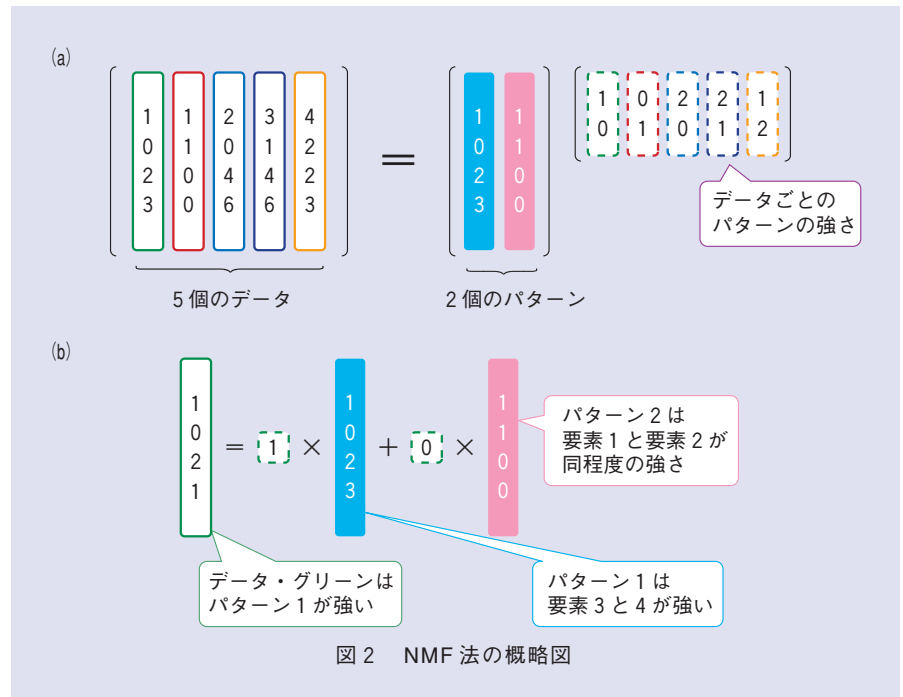 (a)
1 1 2 3 4
0 1 0 1 2
2 0 4 4 2
3 0 6 6 3
=
1 1
0 1
2 0
3 0
1 0 2 2 1
0 1 0 1 2
データごとの
パターンの強さ
5個のデータ
2個のパターン
(b)
1
0
2
1
= 1 × 
1
0
2
3
+ 0 ×
1
1
0
0
パターン2は
要素1と要素2が
同程度の強さ
データ・グリーンは
パターン1が強い
パターン1は
要素3と4が強い
図2 NMF法の概略図